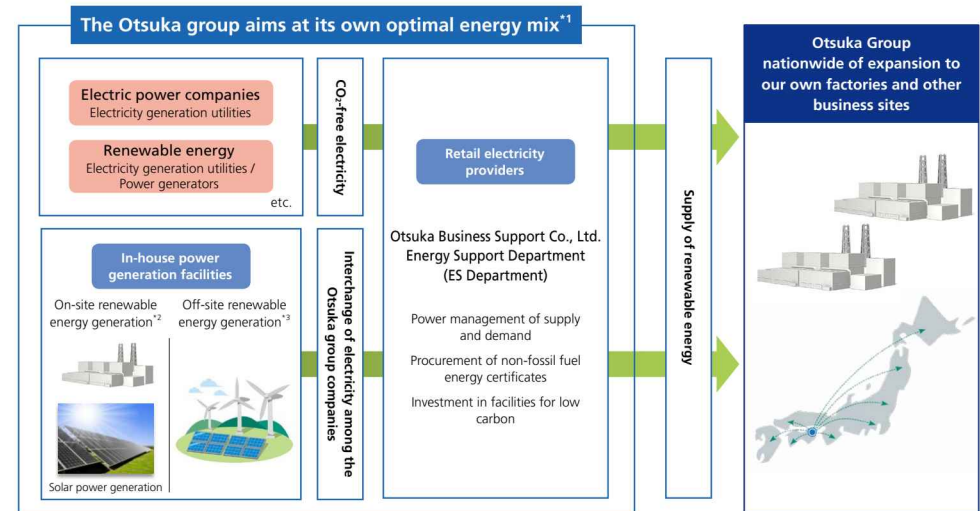 The Otsuka group aims at its own optimal energy mix*1
Electric power companies
Electricity generation utilities
Renewable energy
Electricity generation utilities /
Power generators
etc.
CO₂-free electricity
In-house power
generation facilities
On-site renewable
energy generation*2
Off-site renewable
energy generation*3
Solar power generation
Interchange of electricity among the
Otsuka group companies
Retail electricity
providers
Otsuka Business Support Co., Ltd.
Energy Support Department
(ES Department)
Power management of supply
and demand
Procurement of non-fossil fuel
energy certificates
Investment in facilities for low
carbon
Supply of renewable energy
Otsuka Group
nationwide of expansion to
our own factories and other
business sites